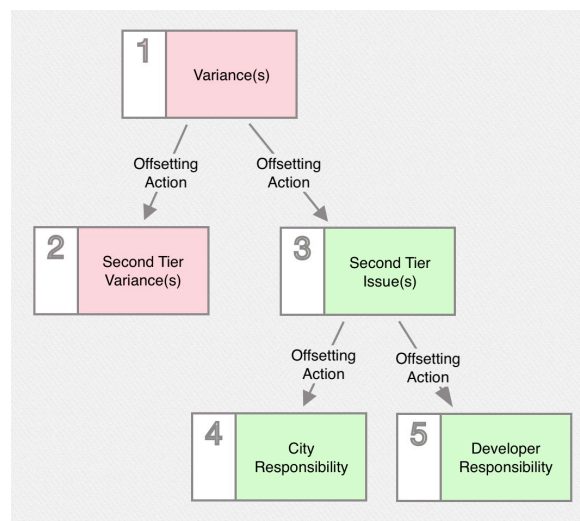 1
Variance(s)
Offsetting
Action
Offsetting
Action
2
Second Tier
Variance(s)
3
Second Tier
Issue(s)
Offsetting
Action
Offsetting
Action
4
City
Responsibility
5
Developer
Responsibility